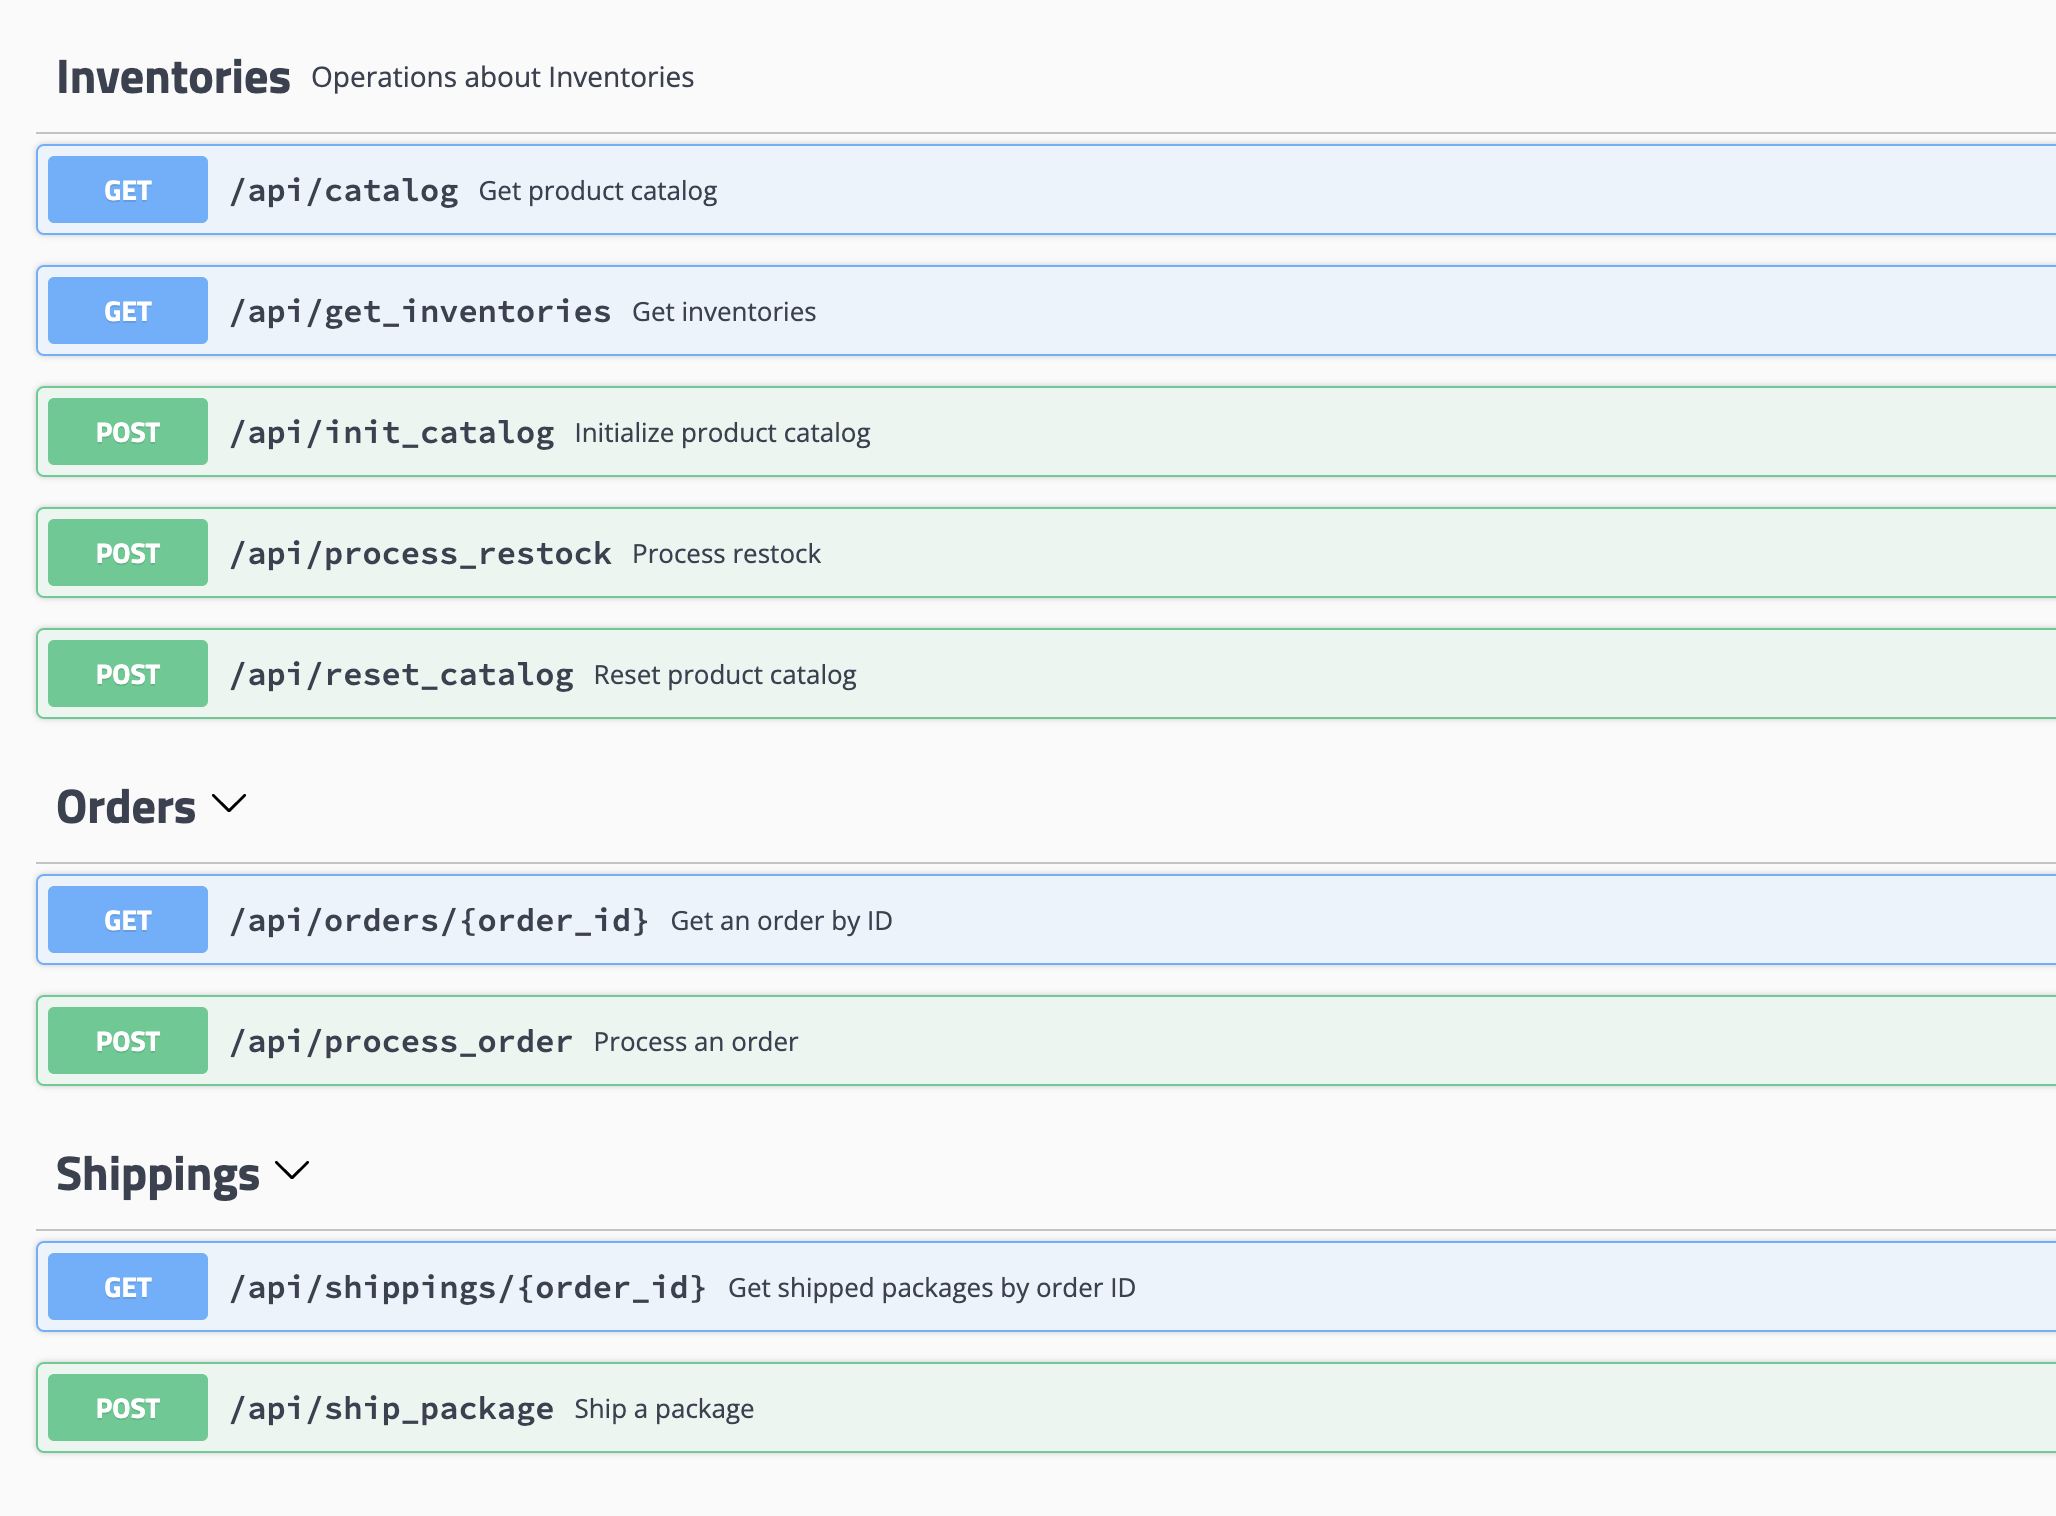 Inventories Operations about Inventories
GET /api/catalog Get product catalog
GET /api/get_inventories Get inventories
POST /api/init_catalog Initialize product catalog
POST /api/process_restock Process restock
POST /api/reset_catalog Reset product catalog
Orders
GET /api/orders/{order_id} Get an order by ID
POST /api/process_order Process an order
Shippings
GET /api/shippings/{order_id} Get shipped packages by order ID
POST /api/ship_package Ship a package